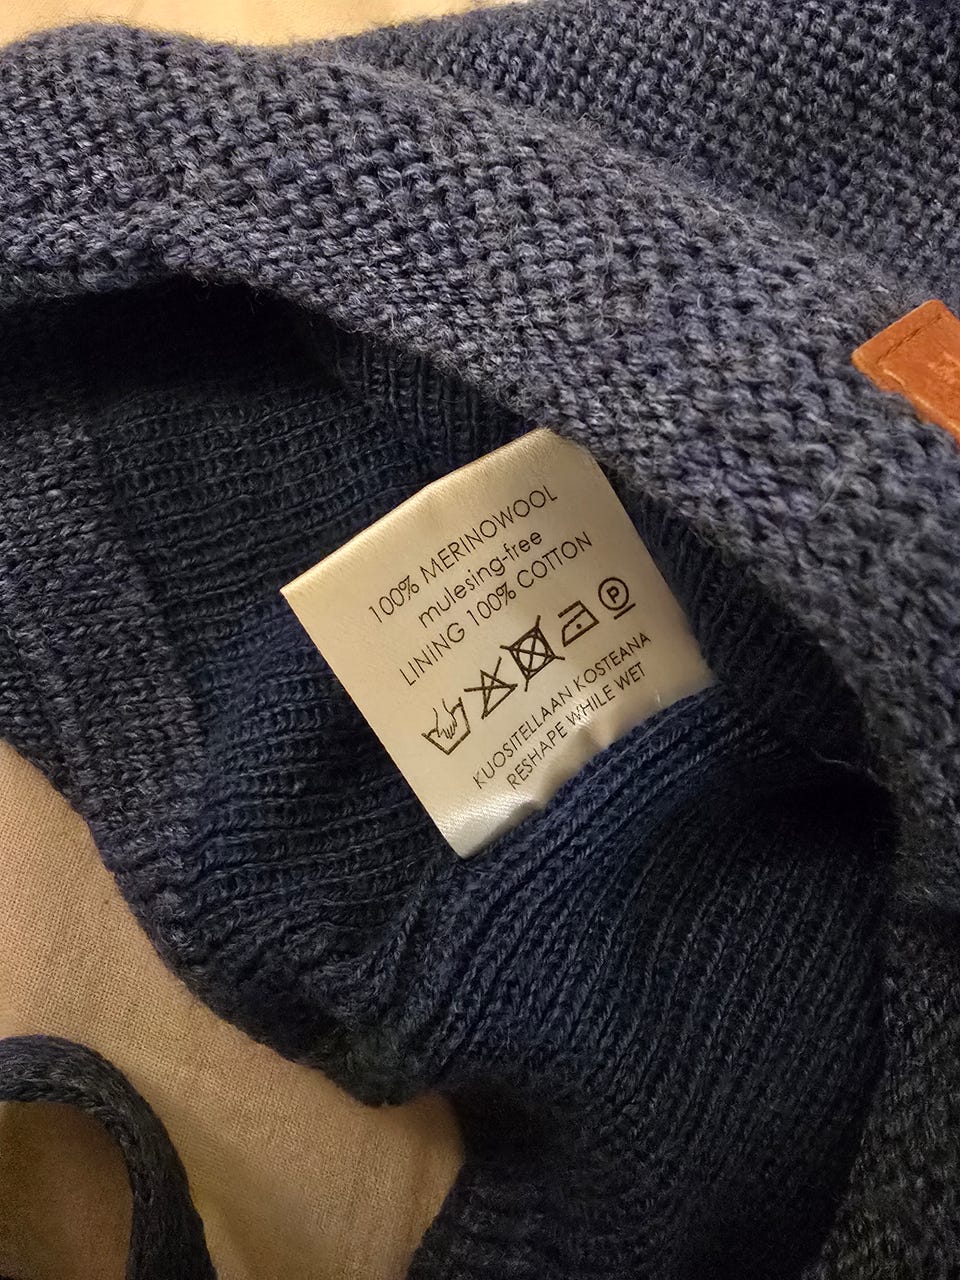 100% MERINOWOOL
mulesing-free
LINING 100% COTTON
P
KUOSITELLAAN KOSTEANA
RESHAPE WHILE WET